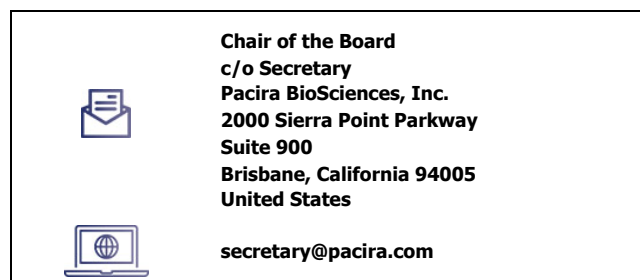 Chair of the Board
c/o Secretary
Pacira BioSciences, Inc.
2000 Sierra Point Parkway
Suite 900
Brisbane, California 94005
United States
secretary@pacira.com